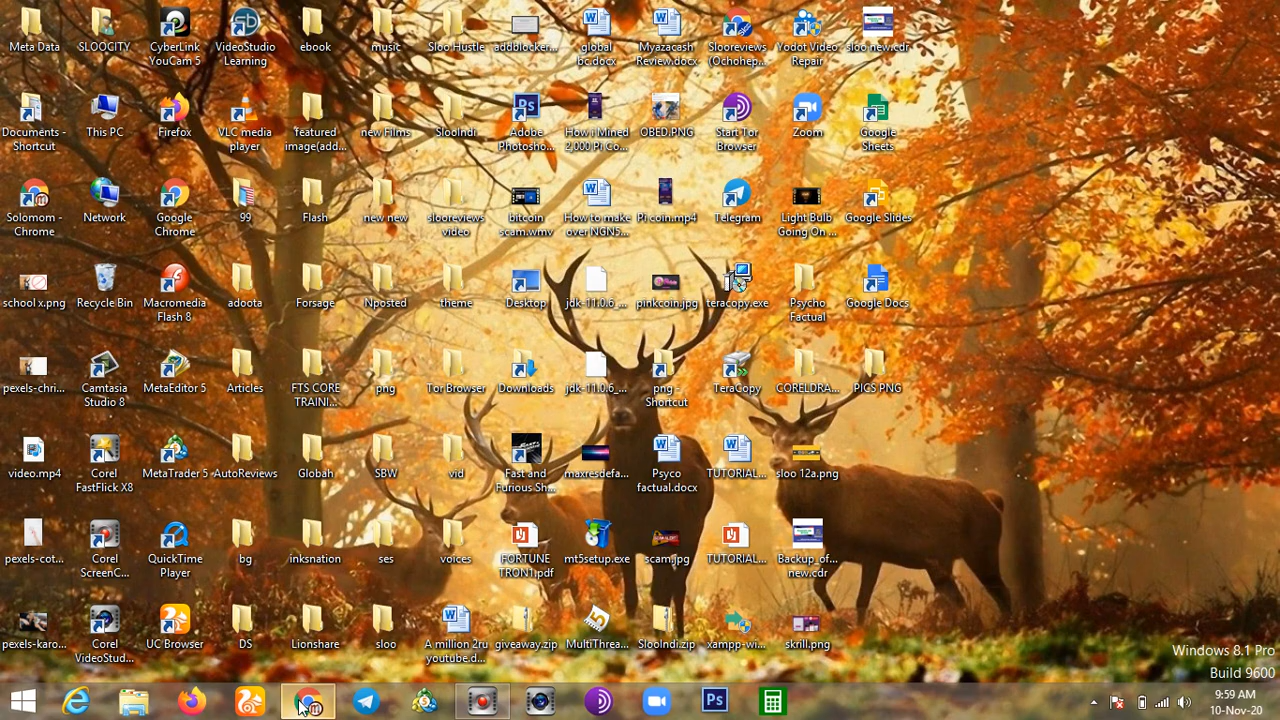 Meta Data
SLOOCITY
CyberLink
YouCam 5
VideoStudio
Learning
ebook
music
Sloo Hustle
addblocker...
global
bc.docx
Myazacash
Review.docx
Slooreviews
(Ochohep...
Yodot Video
Repair
sloo new.cdr
Documents -
Shortcut
This PC
Firefox
VLC media
player
featured
image(add...
new Films
SlooIndi
Adobe
Photosho...
How i Mined
2,000 Pi Co...
OBED.PNG
Start Tor
Browser
Zoom
Google
Sheets
Solomom -
Chrome
Network
Google
Chrome
99
Flash
new new
slooreviews
video
bitcoin
scam.wmv
How to make
over NGN5...
Pi coin.mp4
Telegram
Light Bulb
Going On ...
Google Slides
school x.png
Recycle Bin
Macromedia
Flash 8
adoota
Forsage
Nposted
theme
Desktop
jdk-11.0.6_...
pinkcoin.jpg
teracopy.exe
Psycho
Factual
Google Docs
pexels-chri...
Camtasia
Studio 8
MetaEditor 5
Articles
FTS CORE
TRAINI...
png
Tor Browser
Downloads
jdk-11.0.6_...
png -
Shortcut
TeraCopy
CORELDRA...
PICS PNG
video.mp4
Corel
FastFlick X8
MetaTrader 5
AutoReviews
Globah
SBW
vid
Fast and
Furious Sh...
maxresdefa...
Psyco
factual.docx
TUTORIAL...
sloo 12a.png
pexels-cot...
Corel
ScreenC...
QuickTime
Player
bg
inksnation
ses
voices
FORTUNE
TRON1.pdf
mt5setup.exe
scam.jpg
TUTORIAL...
Backup_of...
new.cdr
pexels-karo...
Corel
VideoStud...
UC Browser
DS
Lionshare
sloo
A million 2ru
youtube.d...
giveaway.zip
MultiThrea...
SlooIndi.zip
xampp-wi...
skrill.png
Windows 8.1 Pro
Build 9600
Ps
9:59 AM
10-Nov-20